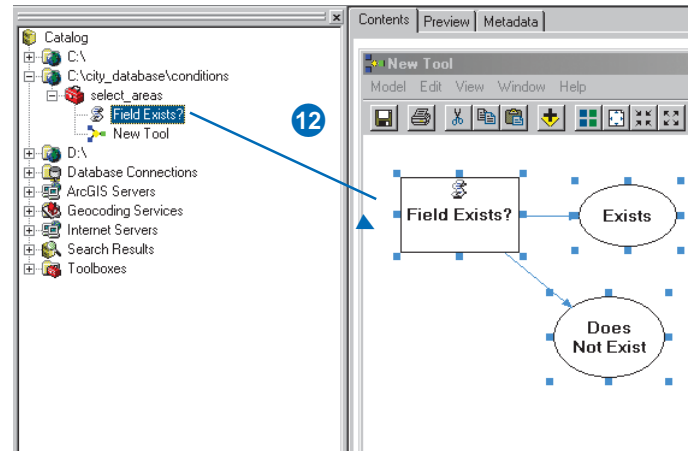 Contents Preview Metadata
Catalog
C:\
C:\city_database\conditions
select_areas
Field Exists?
New Tool
D:\
Database Connections
ArcGIS Servers
Geocoding Services
Internet Servers
Search Results
Toolboxes
12
New Tool
Model Edit View Window Help
Field Exists?
Exists
Does
Not Exist